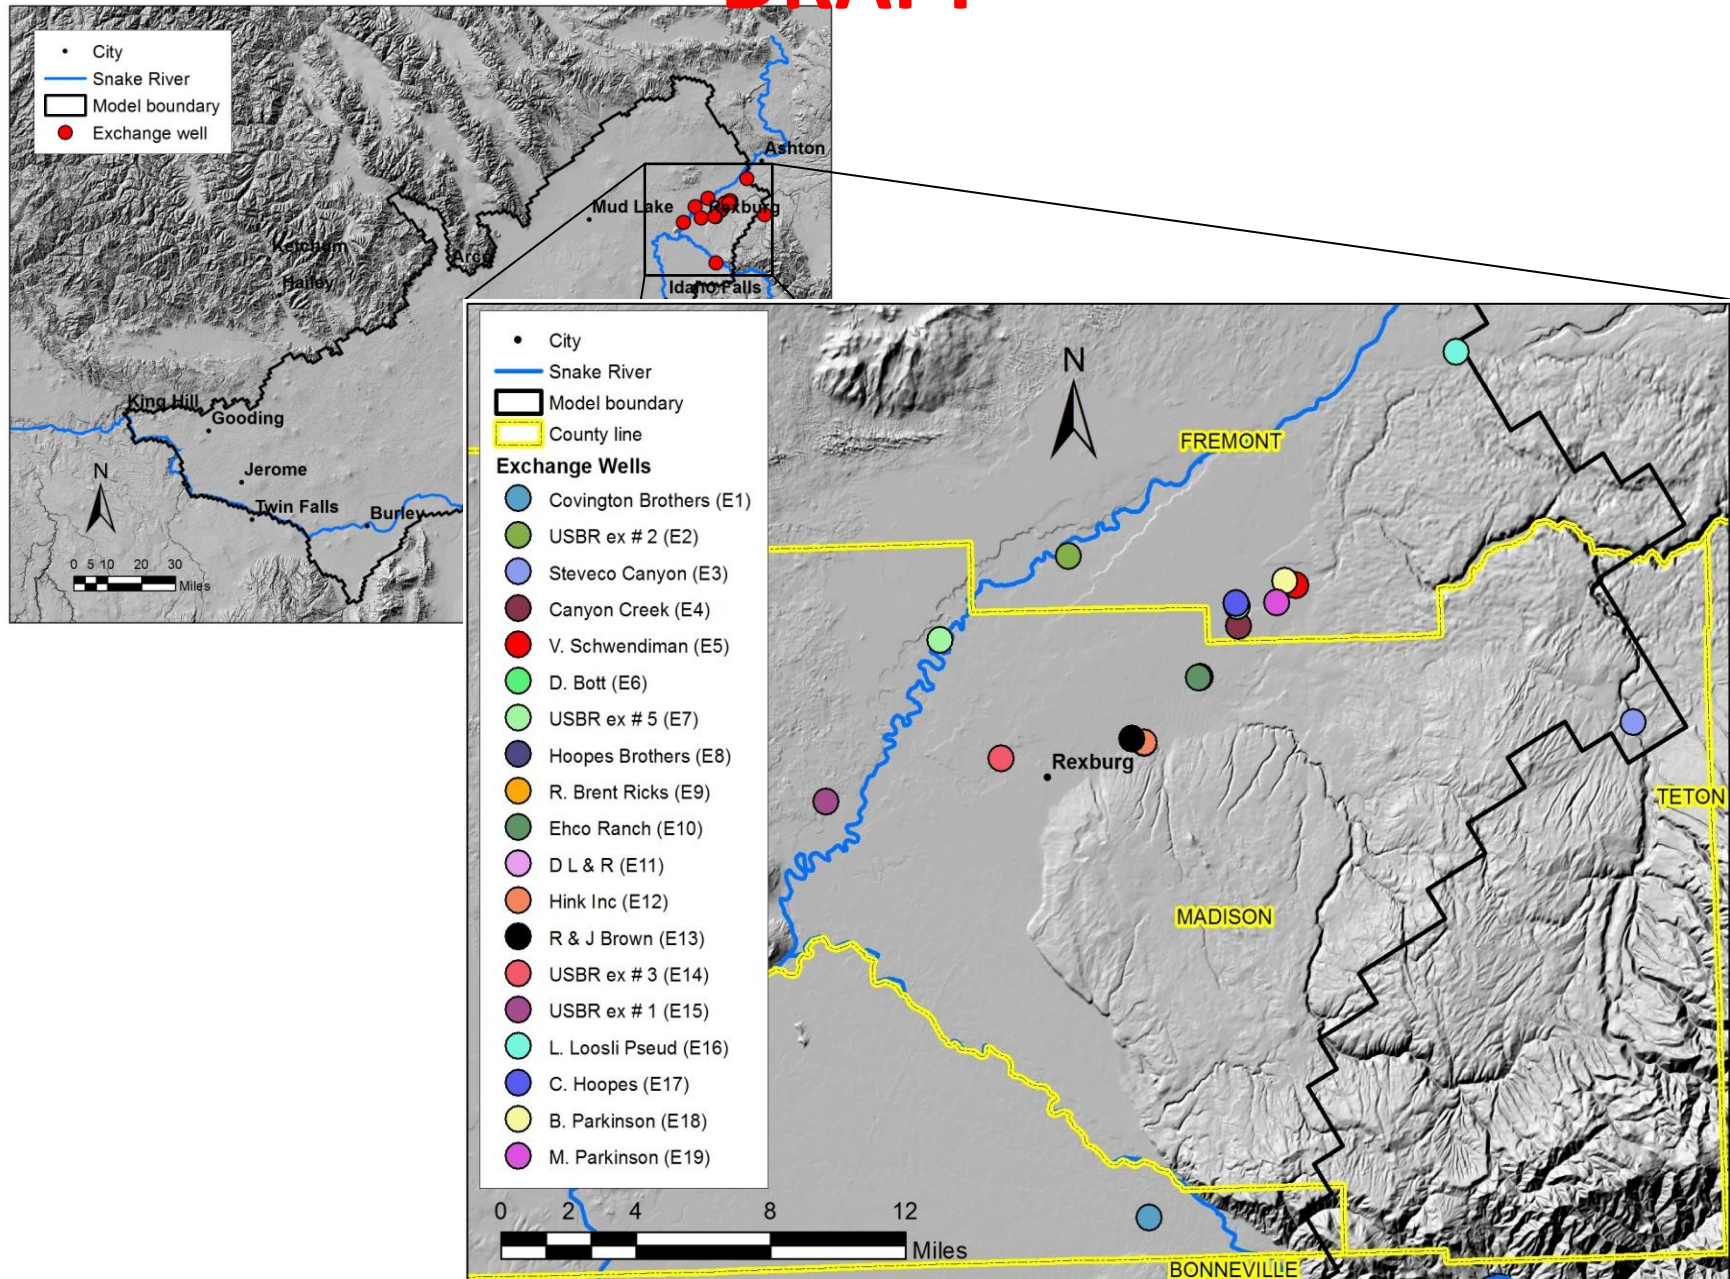 DRAFT
City
Snake River
Model boundary
Exchange well
Ashton
Mud Lake
Rexburg
Ketchum
Arco
Hailey
Idaho Falls
King Hill
Gooding
Jerome
Twin Falls
Burley
N
0 5 10 20 30
Miles
City
Snake River
Model boundary
County line
Exchange Wells
Covington Brothers (E1)
USBR ex # 2 (E2)
Steveco Canyon (E3)
Canyon Creek (E4)
V. Schwendiman (E5)
D. Bott (E6)
USBR ex # 5 (E7)
Hoopes Brothers (E8)
R. Brent Ricks (E9)
Ehco Ranch (E10)
D L & R (E11)
Hink Inc (E12)
R & J Brown (E13)
USBR ex # 3 (E14)
USBR ex # 1 (E15)
L. Loosli Pseud (E16)
C. Hoopes (E17)
B. Parkinson (E18)
M. Parkinson (E19)
N
FREMONT
Rexburg
TETON
MADISON
0 2 4 8 12
Miles
BONNEVILLE